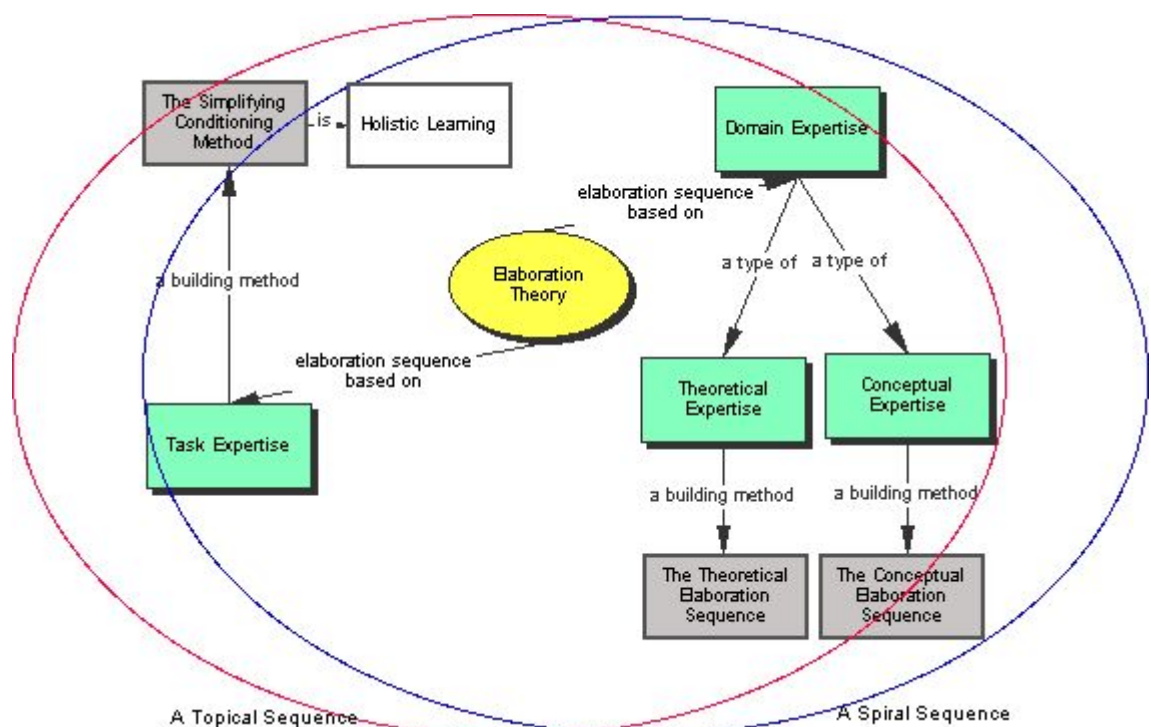 The Simplifying
Conditioning
Method
is
Holistic Learning
Domain Expertise
elaboration sequence
based on
a type of
a type of
Elaboration
Theory
a building method
elaboration sequence
based on
Task Expertise
Theoretical
Expertise
Conceptual
Expertise
a building method
a building method
The Theoretical
Elaboration
Sequence
The Conceptual
Elaboration
Sequence
A Topical Sequence
A Spiral Sequence